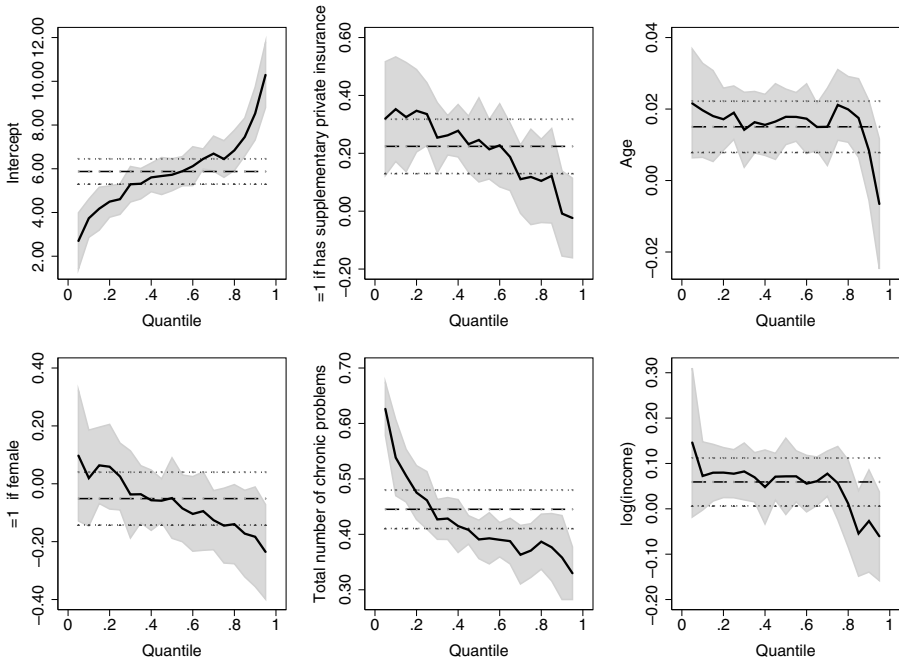 Intercept
12.00
10.00
8.00
6.00
4.00
2.00
0 .2 .4 .6 .8 1
Quantile
=1 if has supplementary private insurance
0.60
0.40
0.20
0.00
−0.20
0 .2 .4 .6 .8 1
Quantile
Age
0.04
0.02
0.00
−0.02
0 .2 .4 .6 .8 1
Quantile
=1 if female
0.40
0.20
0.00
−0.20
−0.40
0 .2 .4 .6 .8 1
Quantile
Total number of chronic problems
0.70
0.60
0.50
0.40
0.30
0 .2 .4 .6 .8 1
Quantile
log(income)
0.30
0.20
0.10
0.00
−0.10
−0.20
0 .2 .4 .6 .8 1
Quantile